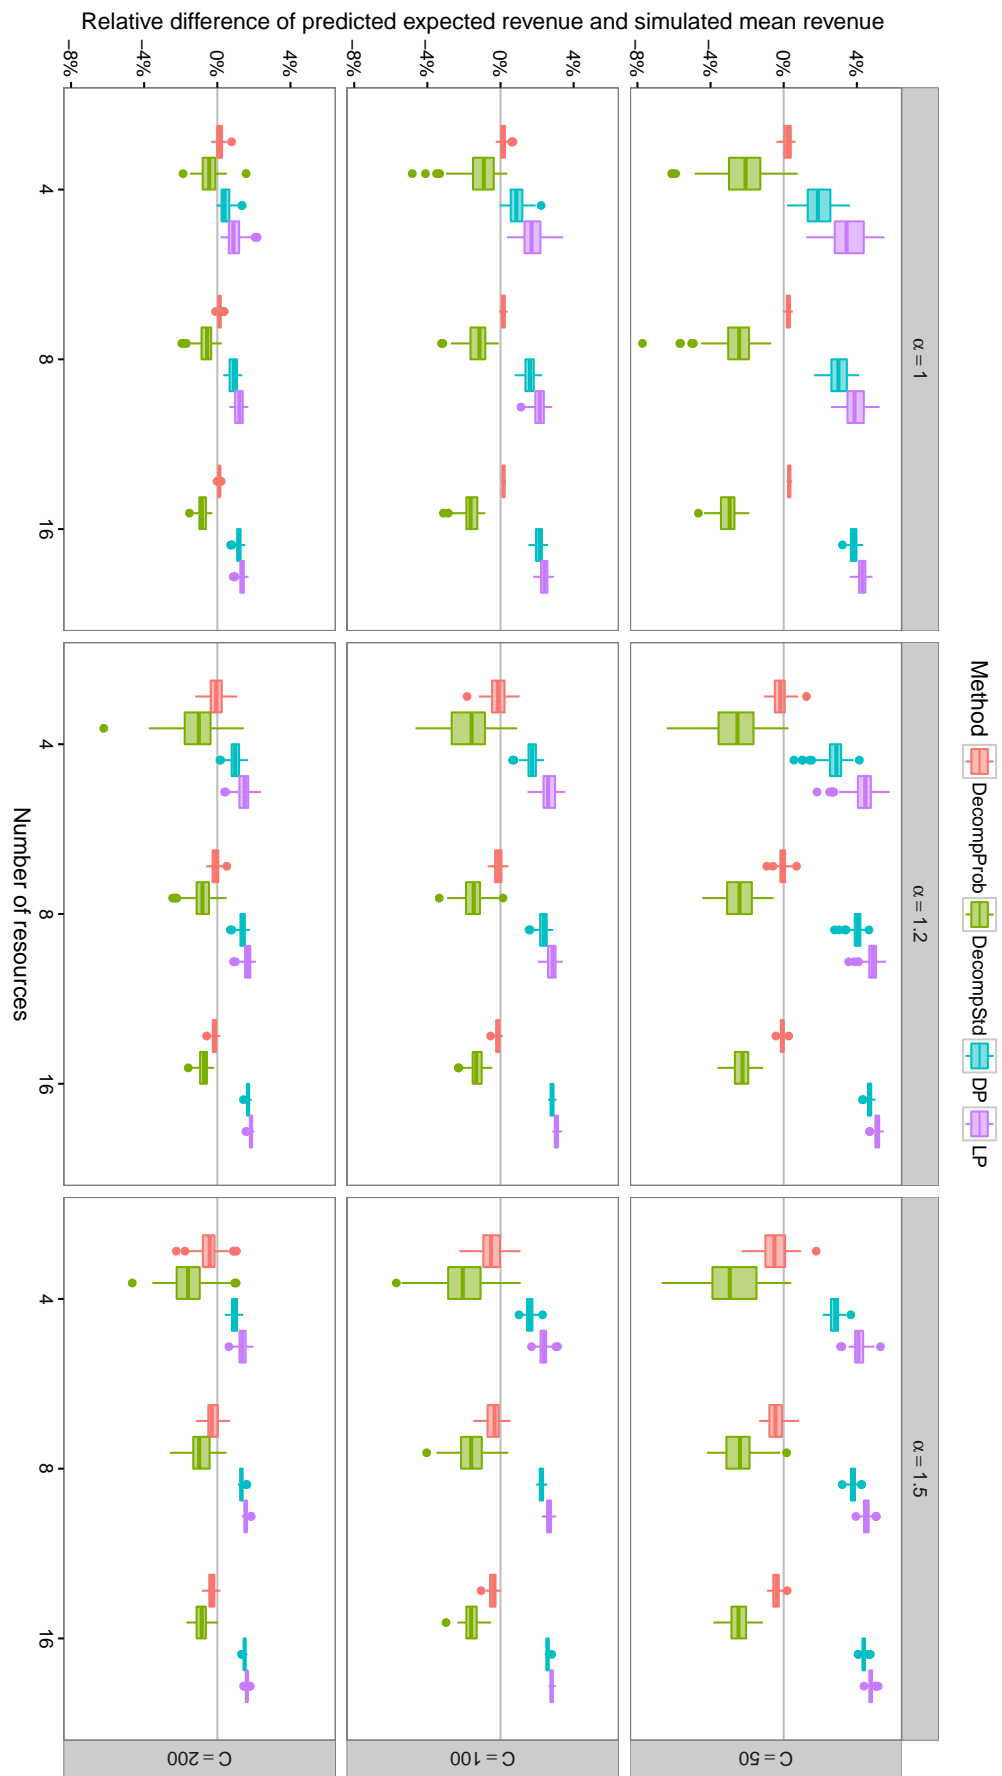 Method DecompProb DecompStd DP LP
α = 1
α = 1.2
α = 1.5
C = 50
C = 100
C = 200
Relative difference of predicted expected revenue and simulated mean revenue
4%
0%
−4%
−8%
4%
0%
−4%
−8%
4%
0%
−4%
−8%
4 8 16
4 8 16
4 8 16
Number of resources